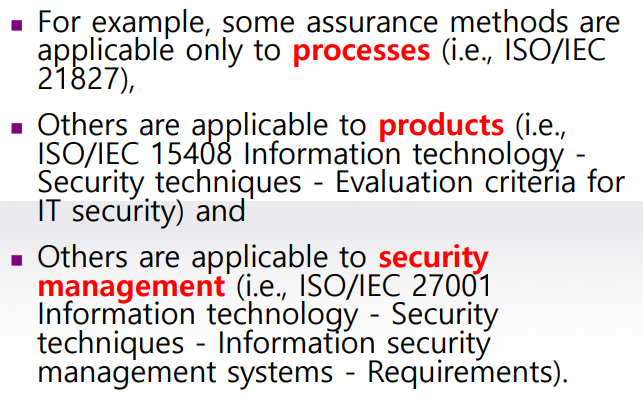 ▪ For example, some assurance methods are
applicable only to processes (i.e., ISO/IEC
21827),
▪ Others are applicable to products (i.e.,
ISO/IEC 15408 Information technology -
Security techniques - Evaluation criteria for
IT security) and
▪ Others are applicable to security
management (i.e., ISO/IEC 27001
Information technology - Security
techniques - Information security
management systems - Requirements).